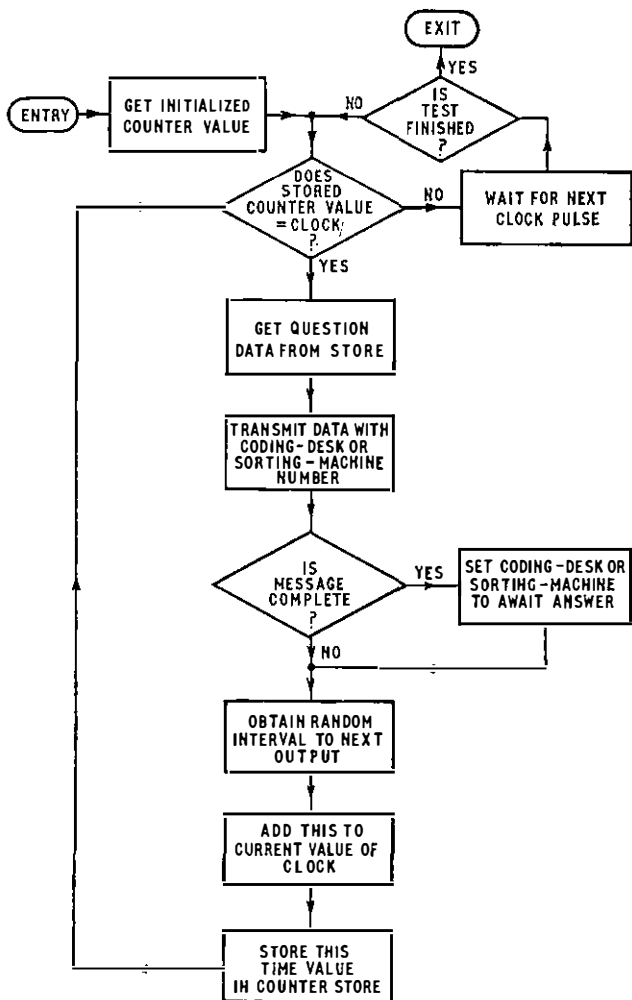 EXIT
YES
ENTRY
GET INITIALIZED
COUNTER VALUE
NO
IS
TEST
FINISHED
?
DOES
STORED
COUNTER VALUE
=CLOCK
?
NO
WAIT FOR NEXT
CLOCK PULSE
YES
GET QUESTION
DATA FROM STORE
TRANSMIT DATA WITH
CODING-DESK OR
SORTING-MACHINE
NUMBER
IS
MESSAGE
COMPLETE
?
YES
SET CODING-DESK OR
SORTING-MACHINE
TO AWAIT ANSWER
NO
OBTAIN RANDOM
INTERVAL TO NEXT
OUTPUT
ADD THIS TO
CURRENT VALUE OF
CLOCK
STORE THIS
TIME VALUE
IN COUNTER STORE